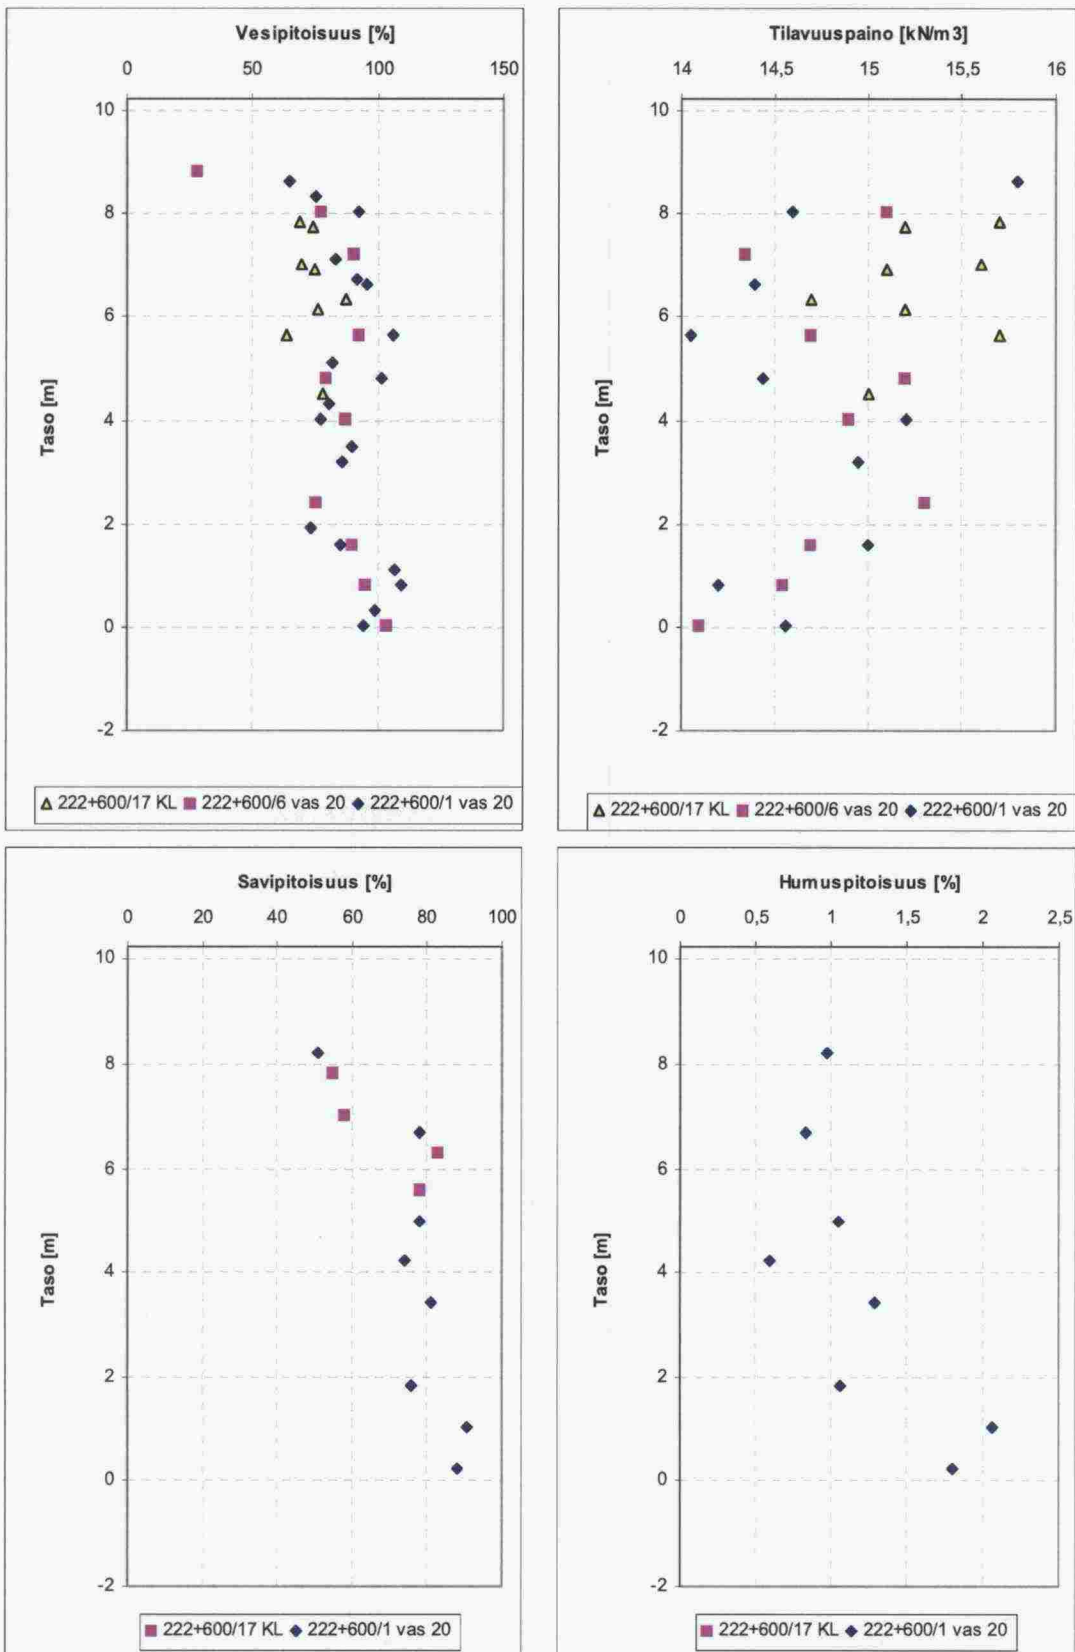 Vesipitoisuus [%]
0 50 100 150
10
8
6
4
2
0
-2
Taso [m]
222+600/17 KL 222+600/6 vas 20 222+600/1 vas 20
Tilavuuspaino [kN/m3]
14 14,5 15 15,5 16
10
8
6
4
2
0
-2
Taso [m]
222+600/17 KL 222+600/6 vas 20 222+600/1 vas 20
Savipitoisuus [%]
0 20 40 60 80 100
10
8
6
4
2
0
-2
Taso [m]
222+600/17 KL 222+600/1 vas 20
Humuspitoisuus [%]
0 0,5 1 1,5 2 2,5
10
8
6
4
2
0
-2
Taso [m]
222+600/17 KL 222+600/1 vas 20